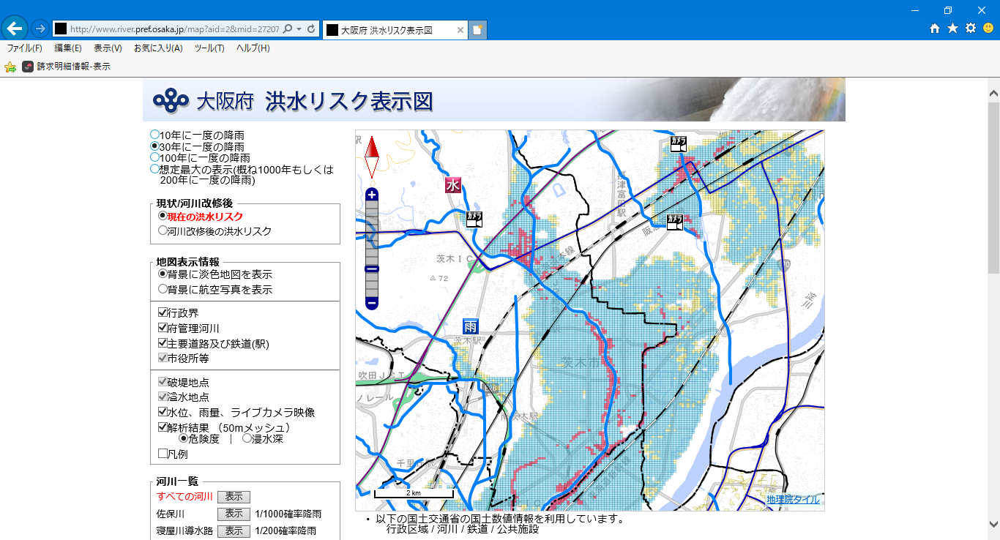 http://www.river.pref.osaka.jp/map?aid=2&mid=27207
大阪府 洪水リスク表示図
ファイル(F) 編集(E) 表示(V) お気に入り(A) ツール(T) ヘルプ(H)
請求明細情報-表示
大阪府 洪水リスク表示図
10年に一度の降雨
30年に一度の降雨
100年に一度の降雨
想定最大の表示(概ね1000年もしくは
200年に一度の降雨)
現状/河川改修後
現在の洪水リスク
河川改修後の洪水リスク
地図表示情報
背景に淡色地図を表示
背景に航空写真を表示
行政界
府管理河川
主要道路及び鉄道(駅)
市役所等
破堤地点
溢水地点
水位、雨量、ライブカメラ映像
解析結果 （50mメッシュ）
危険度 | 浸水深
凡例
河川一覧
すべての河川 表示
佐保川 表示 1/1000確率降雨
寝屋川導水路 表示 1/200確率降雨
駅
カメラ
水
摂津富田駅
カメラ
カメラ
茨木ＩＣ
72
淀川
雨
茨木駅
茨木市
吹田ＪＣＴ
ノレール
南茨木駅
千里
2 km
地理院タイル
・ 以下の国土交通省の国土数値情報を利用しています。
行政区域 / 河川 / 鉄道 / 公共施設